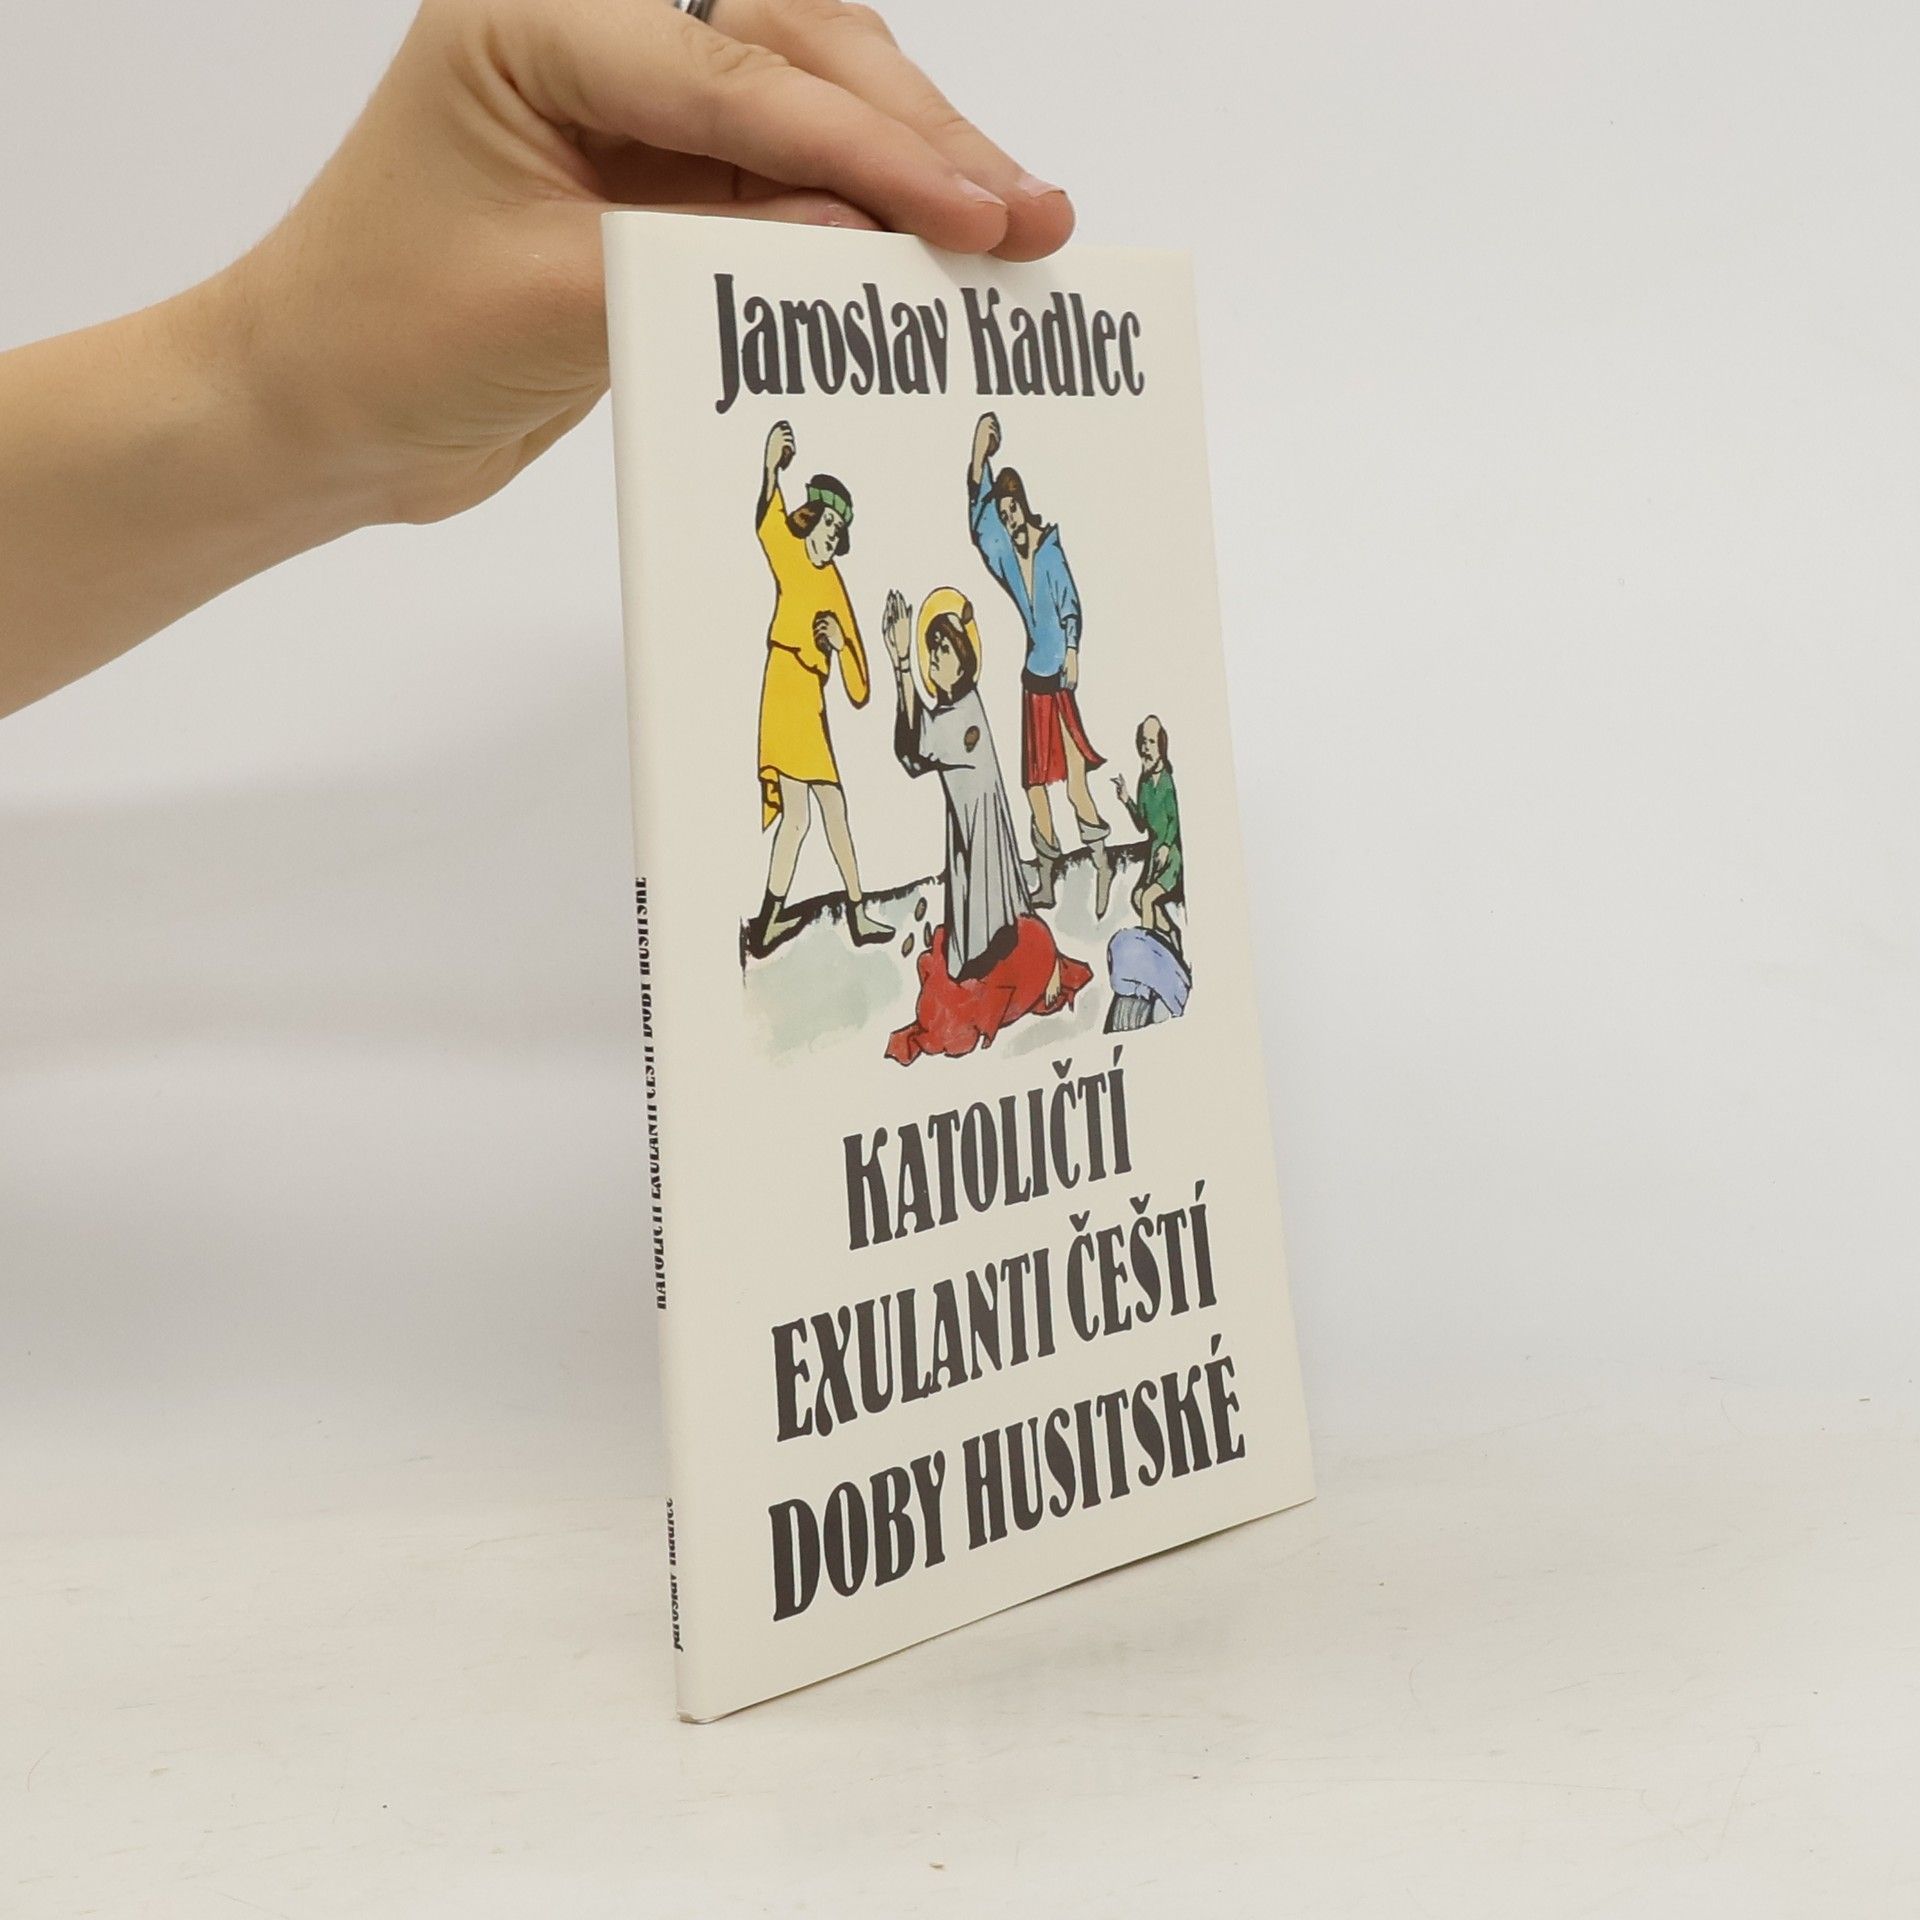 Jaroslav Kadlec
KATOLIČTÍ
EXULANTI ČEŠTÍ
DOBY HUSITSKÉ
KATOLIČTÍ EXULANTI ČEŠTÍ DOBY HUSITSKÉ
Jaroslav Kadlec